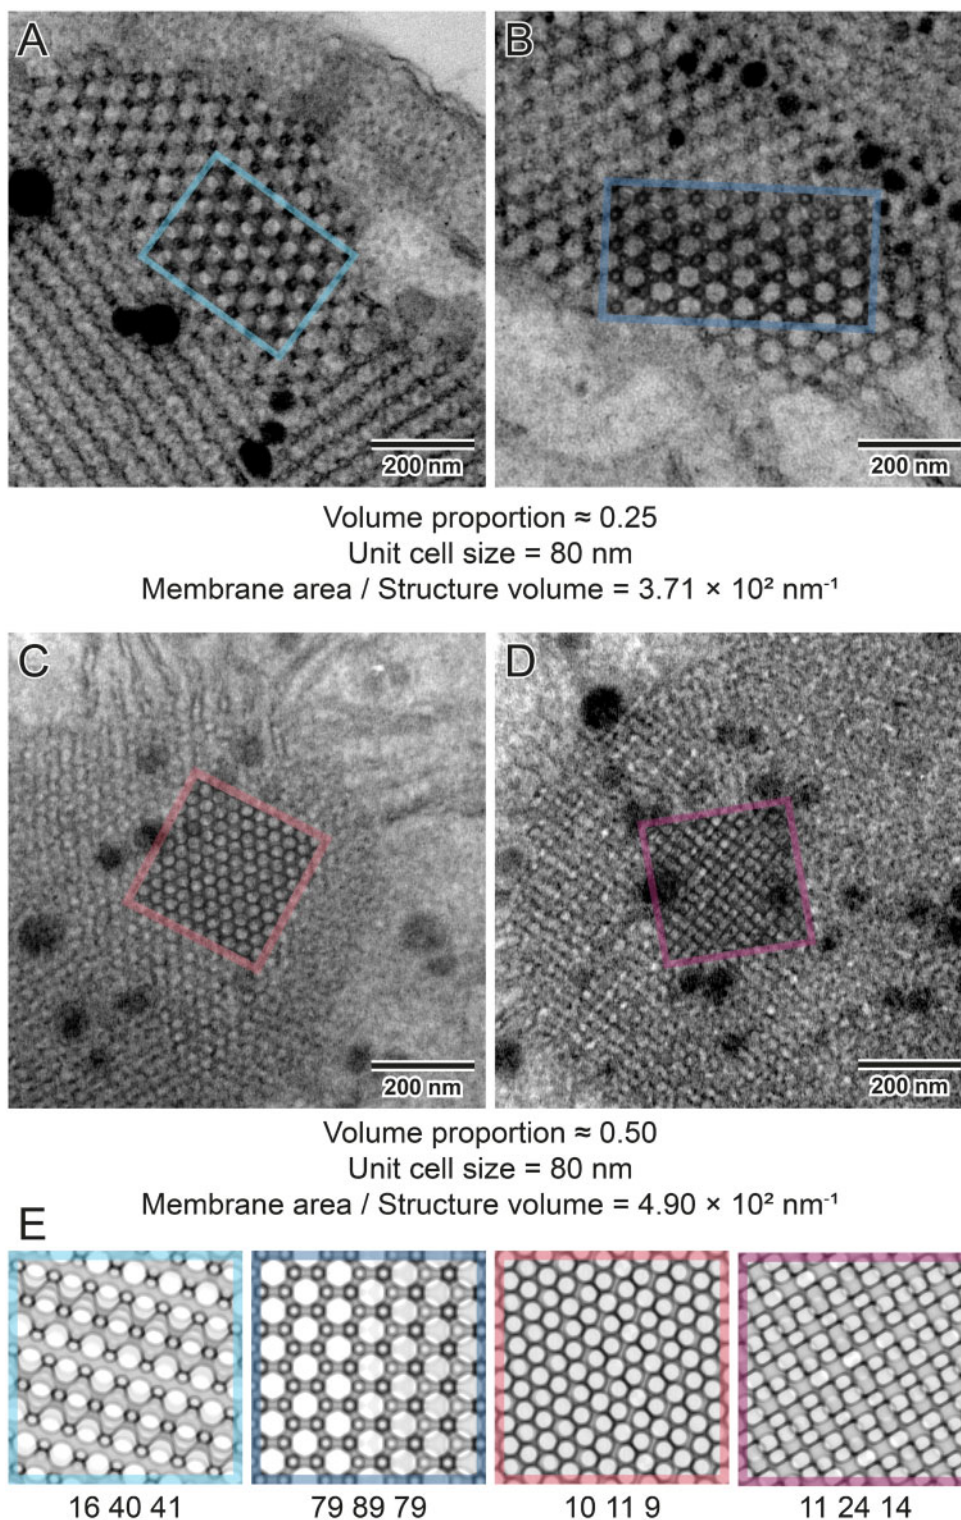 A
B
200 nm
200 nm
Volume proportion ≈ 0.25
Unit cell size = 80 nm
Membrane area / Structure volume = 3.71 × 10² nm⁻¹
C
D
200 nm
200 nm
Volume proportion ≈ 0.50
Unit cell size = 80 nm
Membrane area / Structure volume = 4.90 × 10² nm⁻¹
E
16 40 41
79 89 79
10 11 9
11 24 14